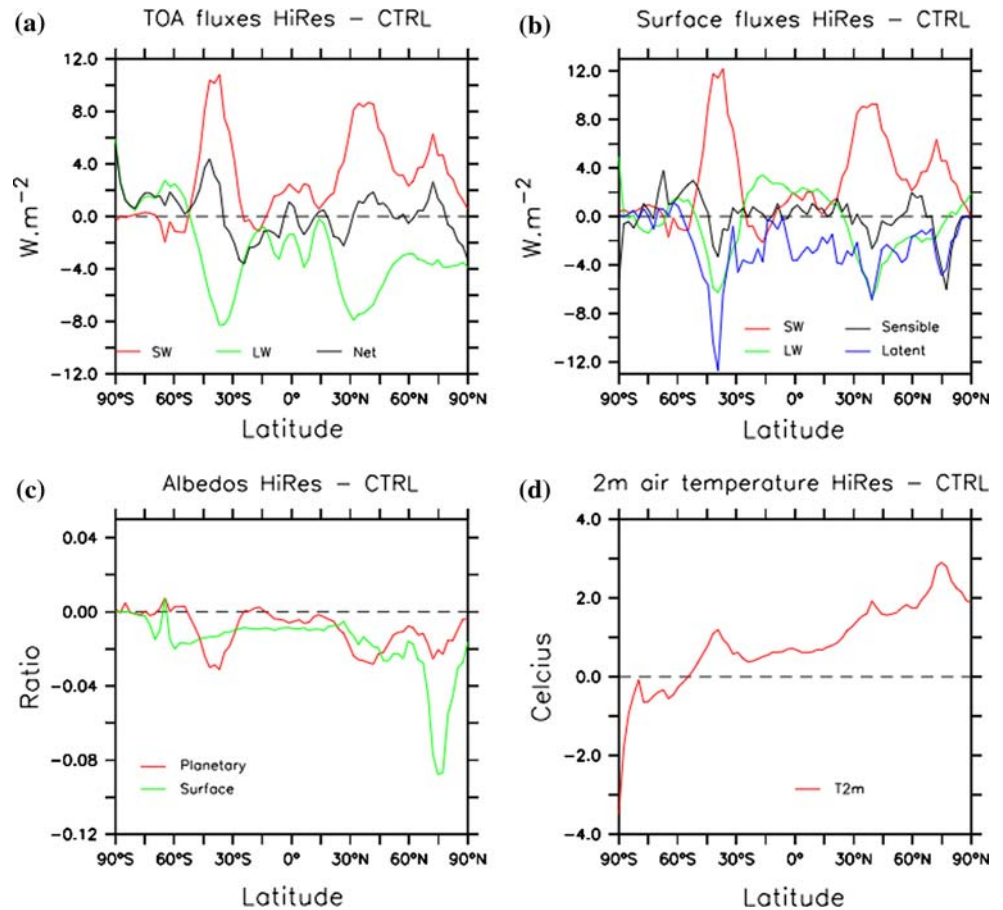 (a) TOA fluxes HiRes – CTRL
12.0
8.0
4.0
0.0
-4.0
-8.0
-12.0
W.m-2
SW LW Net
90°S 60°S 30°S 0° 30°N 60°N 90°N
Latitude
(b) Surface fluxes HiRes – CTRL
12.0
8.0
4.0
0.0
-4.0
-8.0
-12.0
W.m-2
SW Sensible
LW Latent
90°S 60°S 30°S 0° 30°N 60°N 90°N
Latitude
(c) Albedos HiRes – CTRL
0.04
0.00
-0.04
-0.08
-0.12
Ratio
Planetary
Surface
90°S 60°S 30°S 0° 30°N 60°N 90°N
Latitude
(d) 2m air temperature HiRes – CTRL
4.0
2.0
0.0
-2.0
-4.0
Celcius
T2m
90°S 60°S 30°S 0° 30°N 60°N 90°N
Latitude